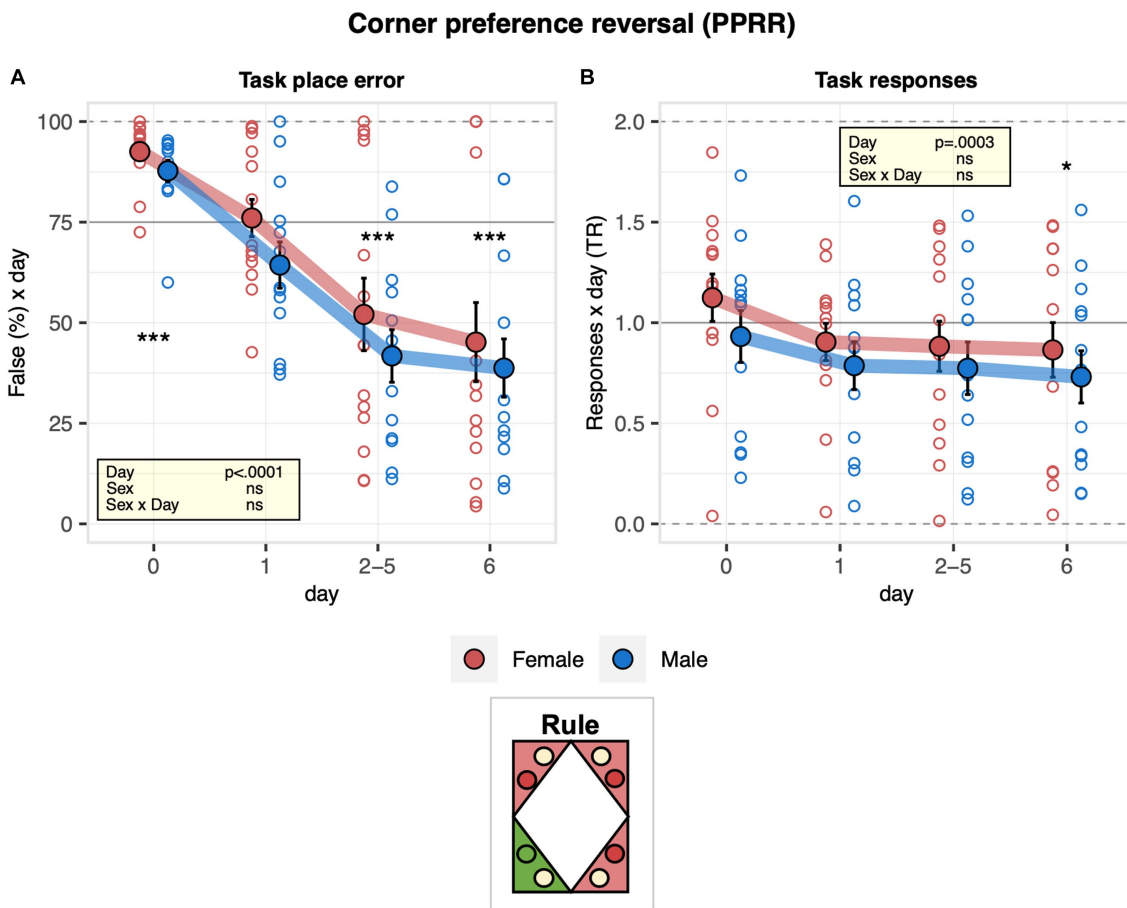 Corner preference reversal (PPRR)
A
Task place error
False (%) x day
100
75
50
25
0
***
***
***
Day p<.0001
Sex ns
Sex x Day ns
0 1 2–5 6
day
B
Task responses
Responses x day (TR)
2.0
1.5
1.0
0.5
0.0
Day p=.0003
Sex ns
Sex x Day ns
*
0 1 2–5 6
day
Female Male
Rule